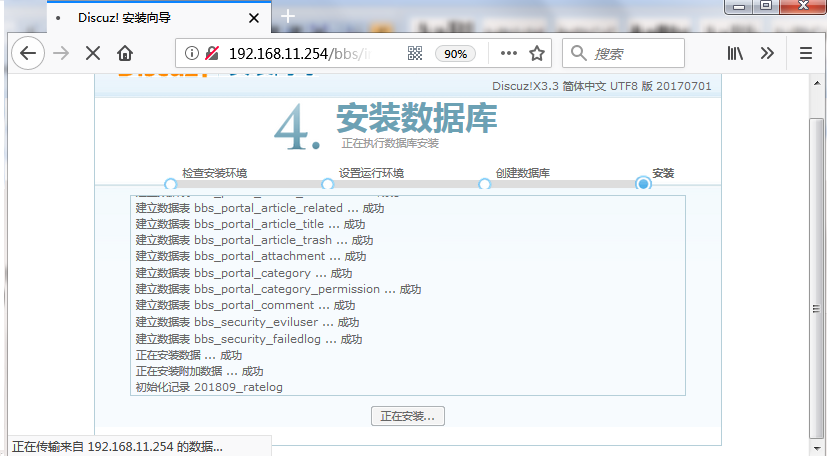 Discuz! 安装向导
192.168.11.254/bbs/i
90%
搜索
Discuz!X3.3 简体中文 UTF8 版 20170701
4. 安装数据库
正在执行数据库安装
检查安装环境
设置运行环境
创建数据库
安装
建立数据表 bbs_portal_article_related ... 成功
建立数据表 bbs_portal_article_title ... 成功
建立数据表 bbs_portal_article_trash ... 成功
建立数据表 bbs_portal_attachment ... 成功
建立数据表 bbs_portal_category ... 成功
建立数据表 bbs_portal_category_permission ... 成功
建立数据表 bbs_portal_comment ... 成功
建立数据表 bbs_security_eviluser ... 成功
建立数据表 bbs_security_failedlog ... 成功
正在安装数据 ... 成功
正在安装附加数据 ... 成功
初始化记录 201809_ratelog
正在安装...
正在传输来自 192.168.11.254 的数据...